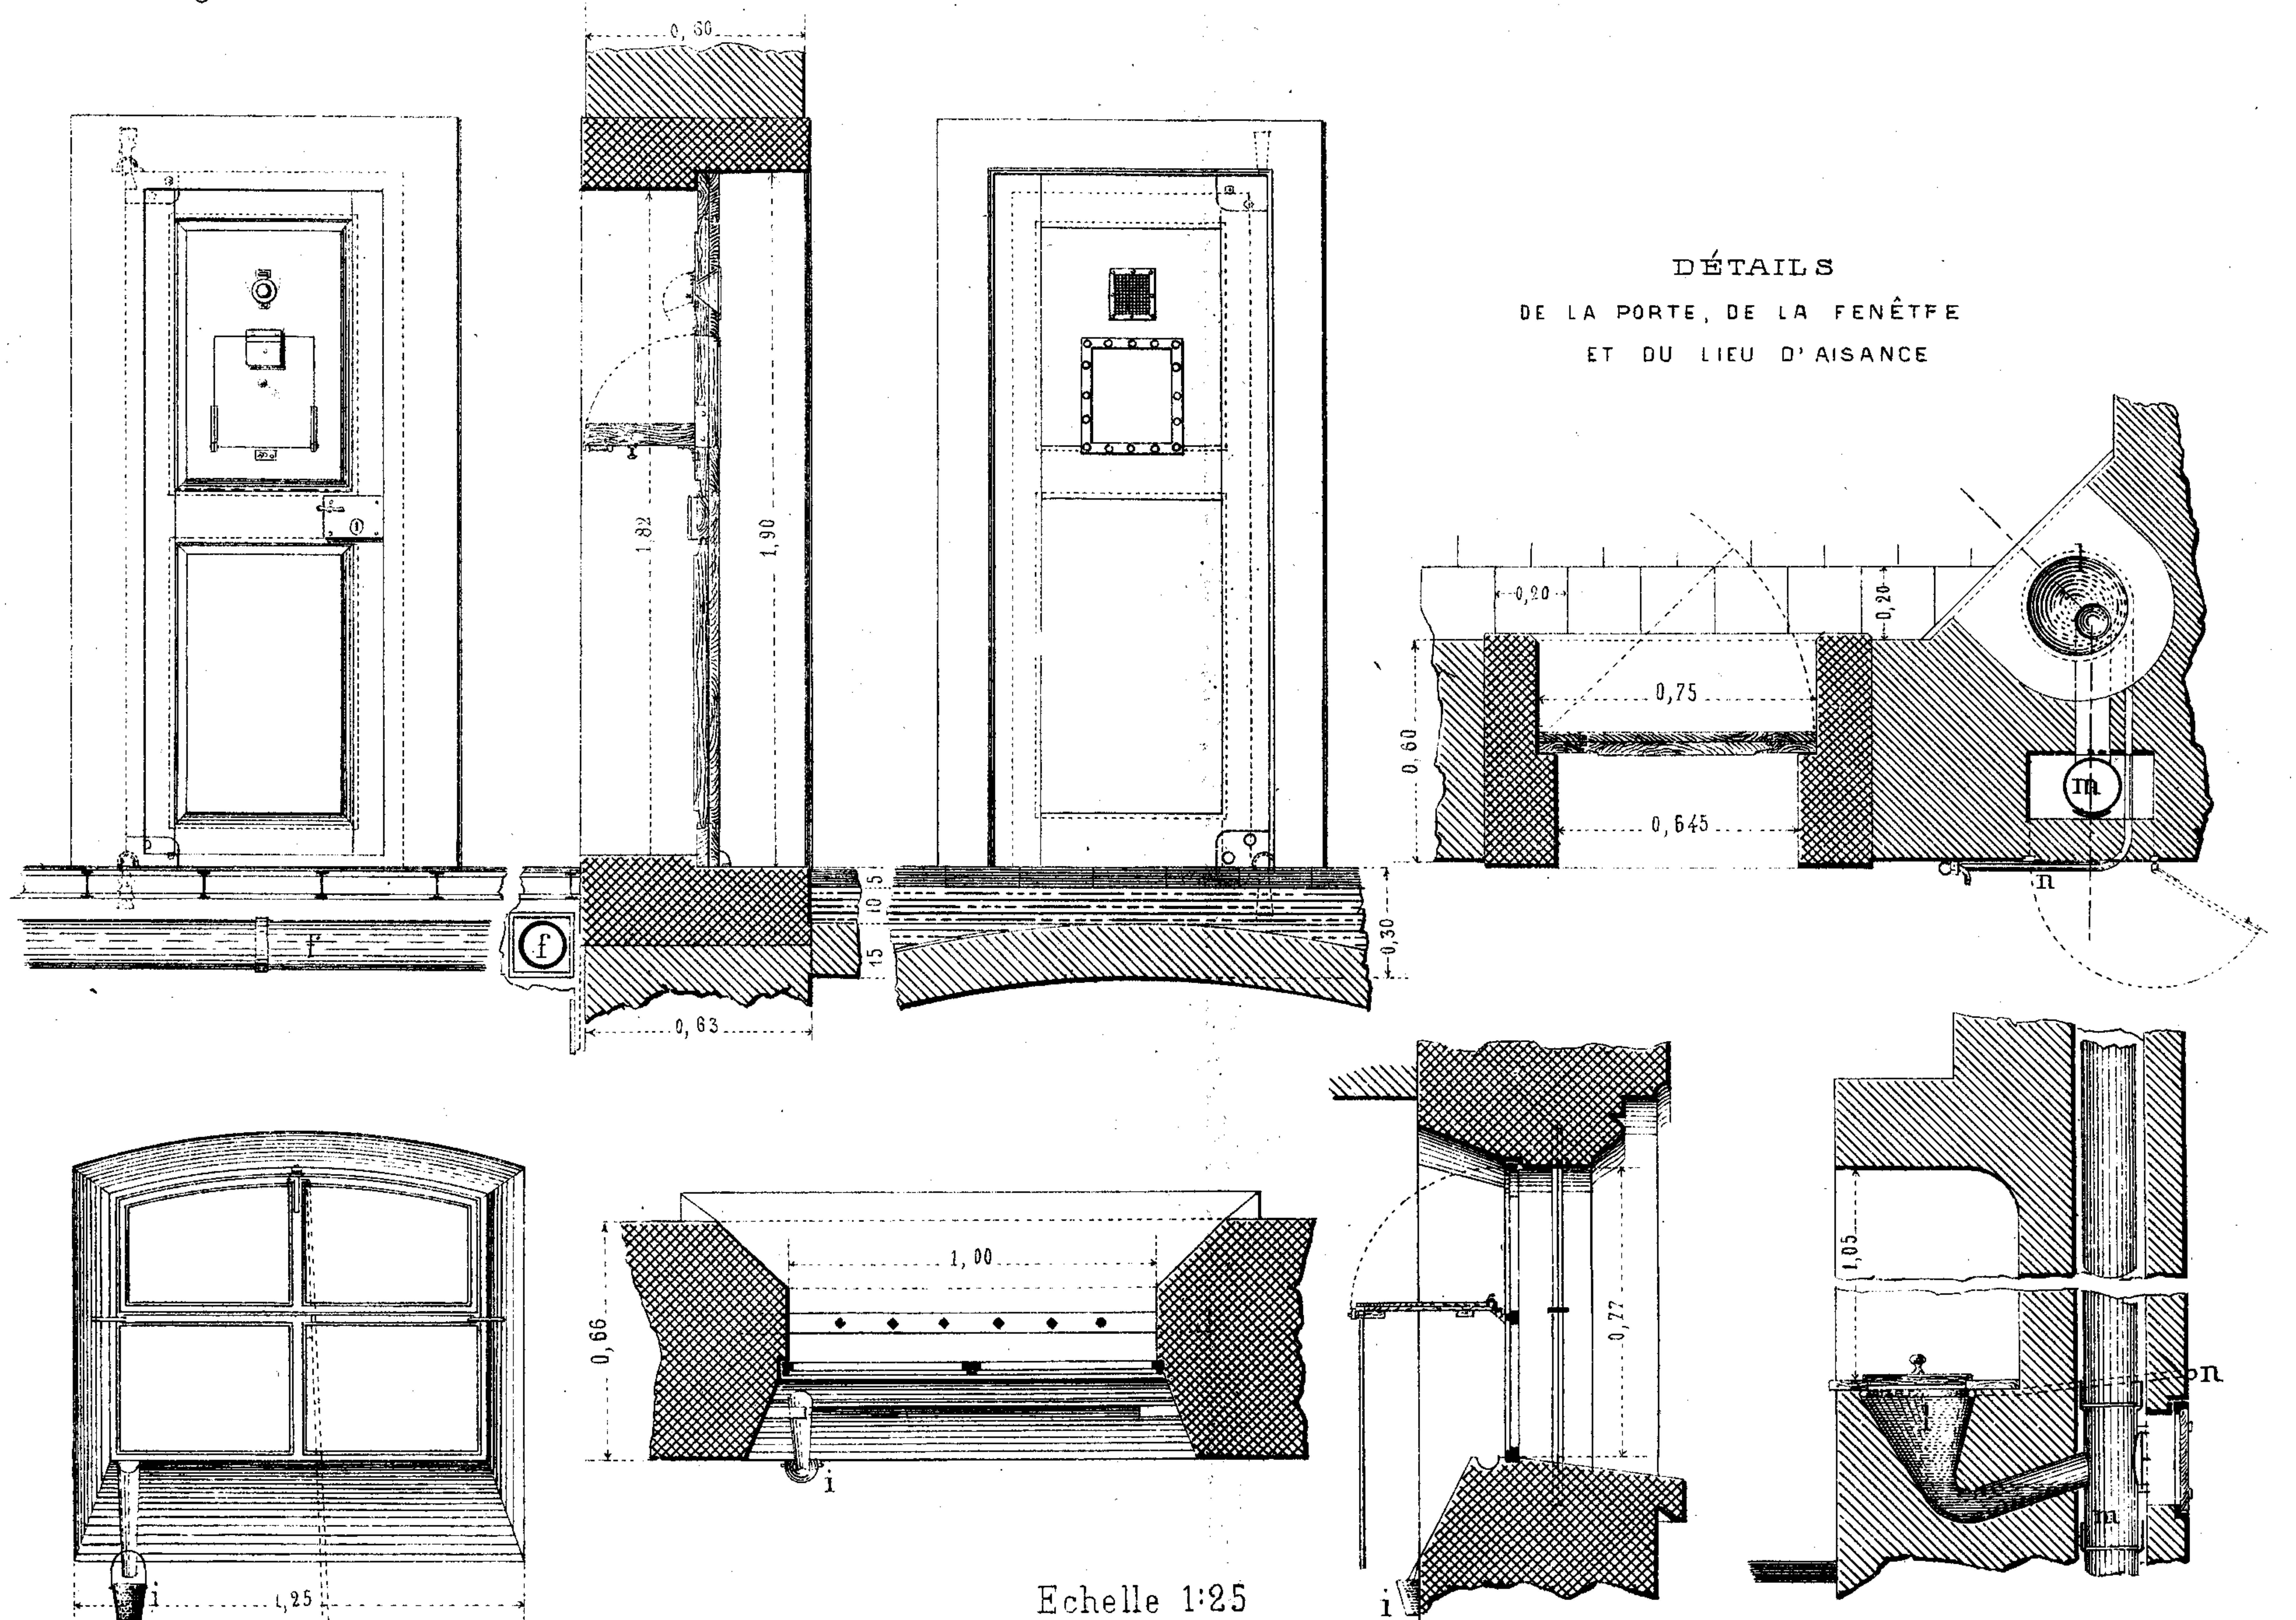 0,60
1,82
1,90
DÉTAILS
DE LA PORTE, DE LA FENÊTFE
ET DU LIEU D'AISANCE
0,20
0,20
l
0,75
0,60
0,645
m
n
f
f
5
10
15
0,30
0,63
1,25
i
1,00
0,66
i
0,77
i
1,05
n
l
m
Echelle 1:25